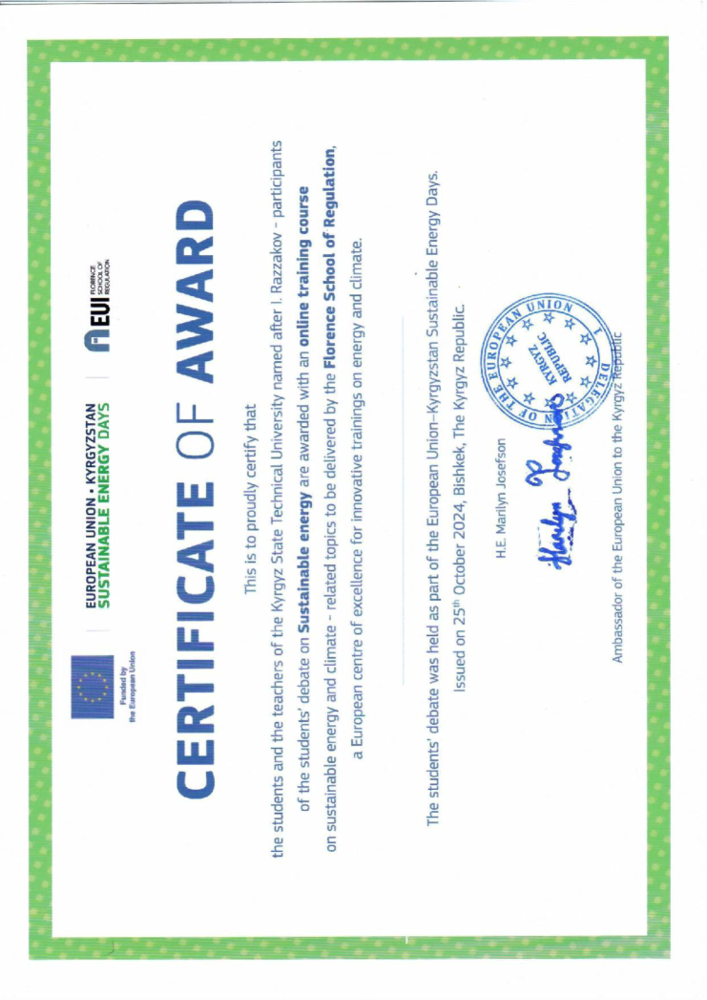 Funded by
the European Union
EUROPEAN UNION • KYRGYZSTAN
SUSTAINABLE ENERGY DAYS
EUI
FLORENCE
SCHOOL OF
REGULATION
CERTIFICATE OF AWARD
This is to proudly certify that
the students and the teachers of the Kyrgyz State Technical University named after I. Razzakov – participants
of the students' debate on Sustainable energy are awarded with an online training course
on sustainable energy and climate – related topics to be delivered by the Florence School of Regulation,
a European centre of excellence for innovative trainings on energy and climate.
The students' debate was held as part of the European Union–Kyrgyzstan Sustainable Energy Days.
Issued on 25th October 2024, Bishkek, The Kyrgyz Republic.
H.E. Marilyn Josefson
Marilyn Josefson
DELEGATION OF THE EUROPEAN UNION
1
KYRGYZ
REPUBLIC
Ambassador of the European Union to the Kyrgyz Republic